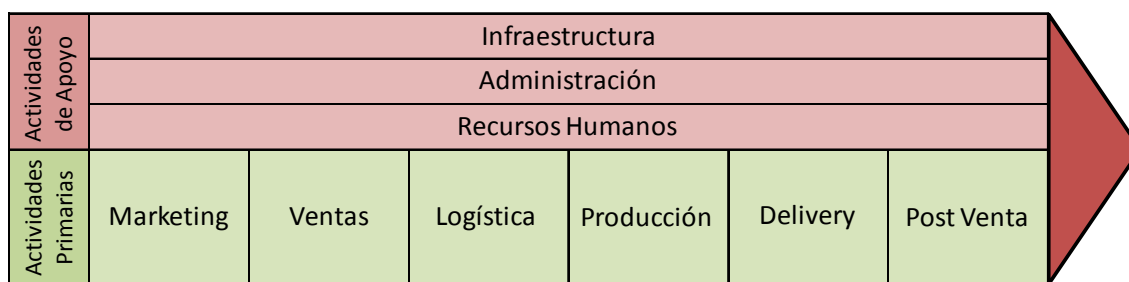 Actividades
de Apoyo
Infraestructura
Administración
Recursos Humanos
Actividades
Primarias
Marketing
Ventas
Logística
Producción
Delivery
Post Venta